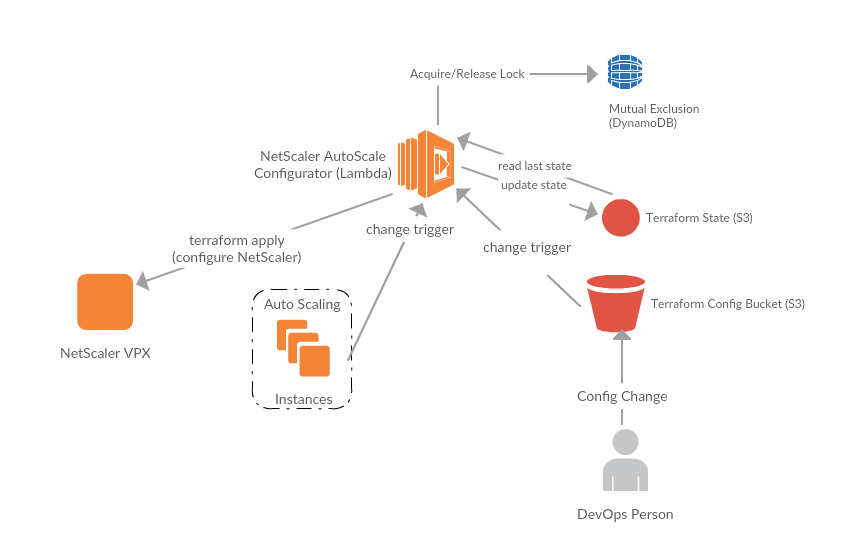 Acquire/Release Lock
Mutual Exclusion
(DynamoDB)
NetScaler AutoScale
Configurator (Lambda)
read last state
update state
Terraform State (S3)
change trigger
terraform apply
(configure NetScaler)
change trigger
Auto Scaling
Terraform Config Bucket (S3)
NetScaler VPX
Instances
Config Change
DevOps Person